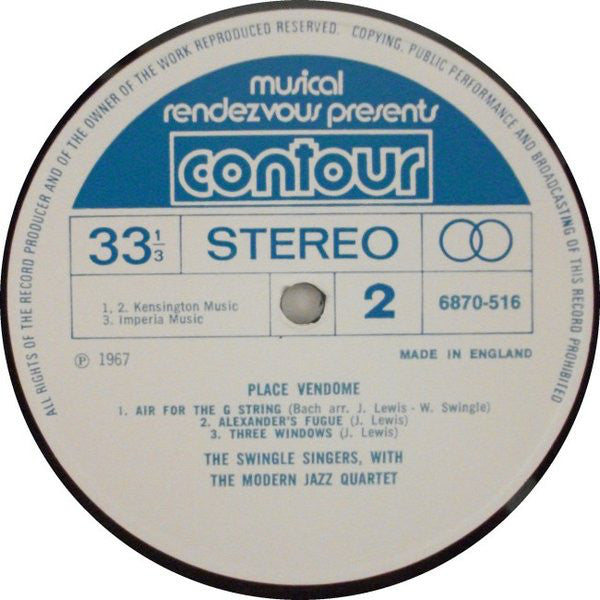 ALL RIGHTS OF THE RECORD PRODUCER AND OF THE OWNER OF THE WORK REPRODUCED RESERVED. COPYING, PUBLIC PERFORMANCE AND BROADCASTING OF THIS RECORD PROHIBITED
musical
rendezvous presents
contour
33 1/3 STEREO
1, 2. Kensington Music
3. Imperia Music
2
6870-516
Ⓟ 1967
MADE IN ENGLAND
PLACE VENDOME
1. AIR FOR THE G STRING (Bach arr. J. Lewis - W. Swingle)
2. ALEXANDER'S FUGUE (J. Lewis)
3. THREE WINDOWS (J. Lewis)
THE SWINGLE SINGERS, WITH
THE MODERN JAZZ QUARTET